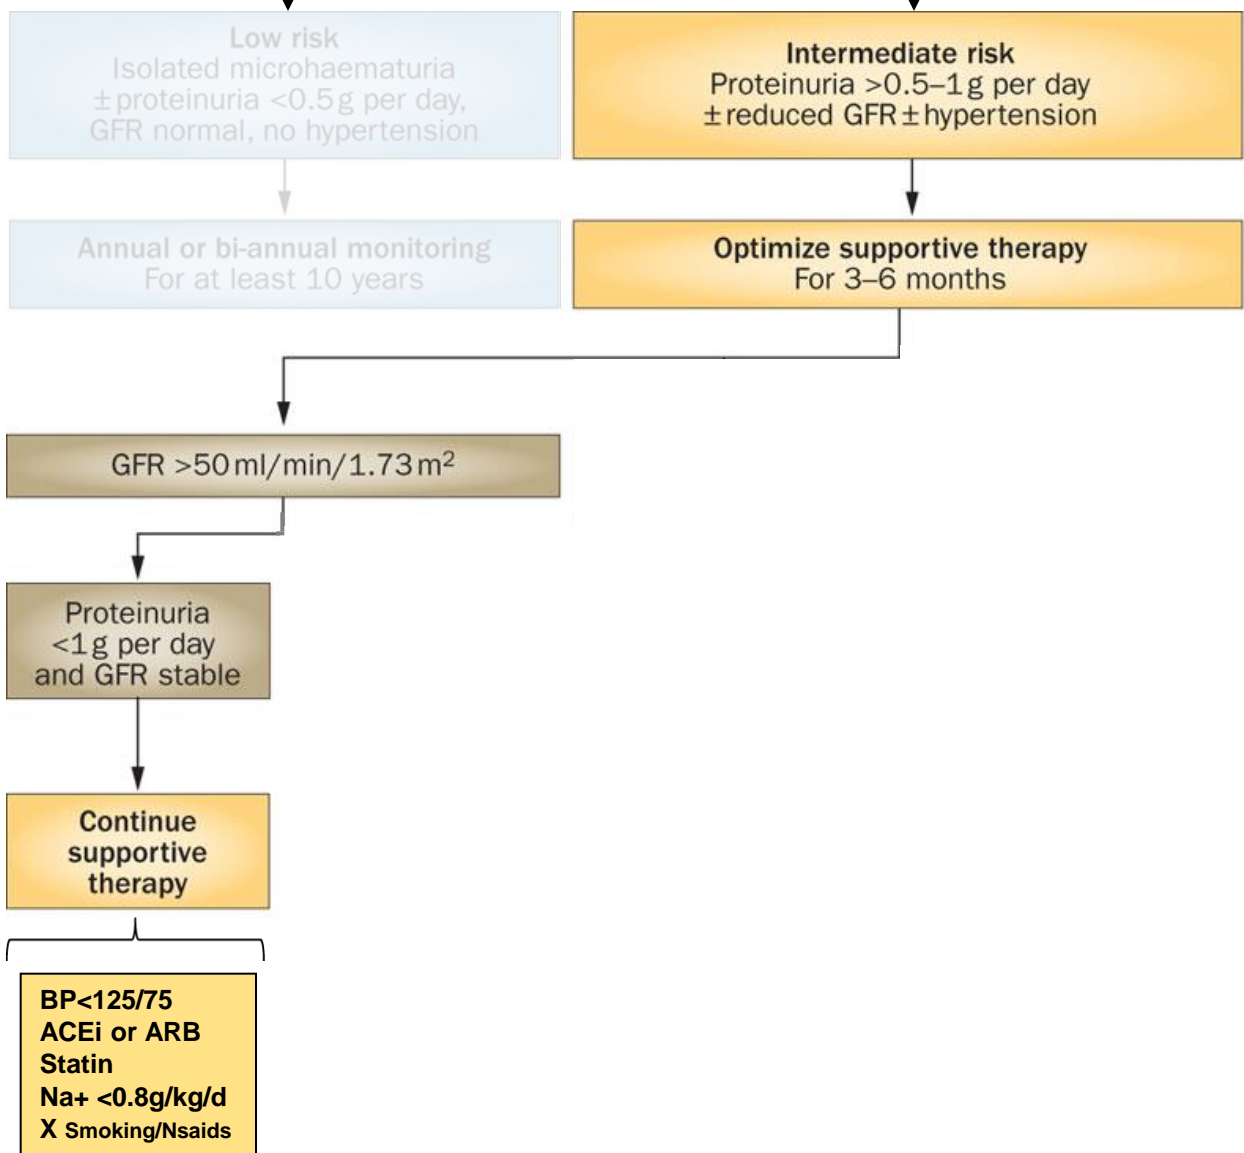 Low risk
Isolated microhaematuria
± proteinuria <0.5 g per day,
GFR normal, no hypertension
Intermediate risk
Proteinuria >0.5–1 g per day
± reduced GFR ± hypertension
Annual or bi-annual monitoring
For at least 10 years
Optimize supportive therapy
For 3–6 months
GFR >50 ml/min/1.73 m²
Proteinuria
<1 g per day
and GFR stable
Continue
supportive
therapy
BP<125/75
ACEi or ARB
Statin
Na+ <0.8g/kg/d
X Smoking/Nsaids